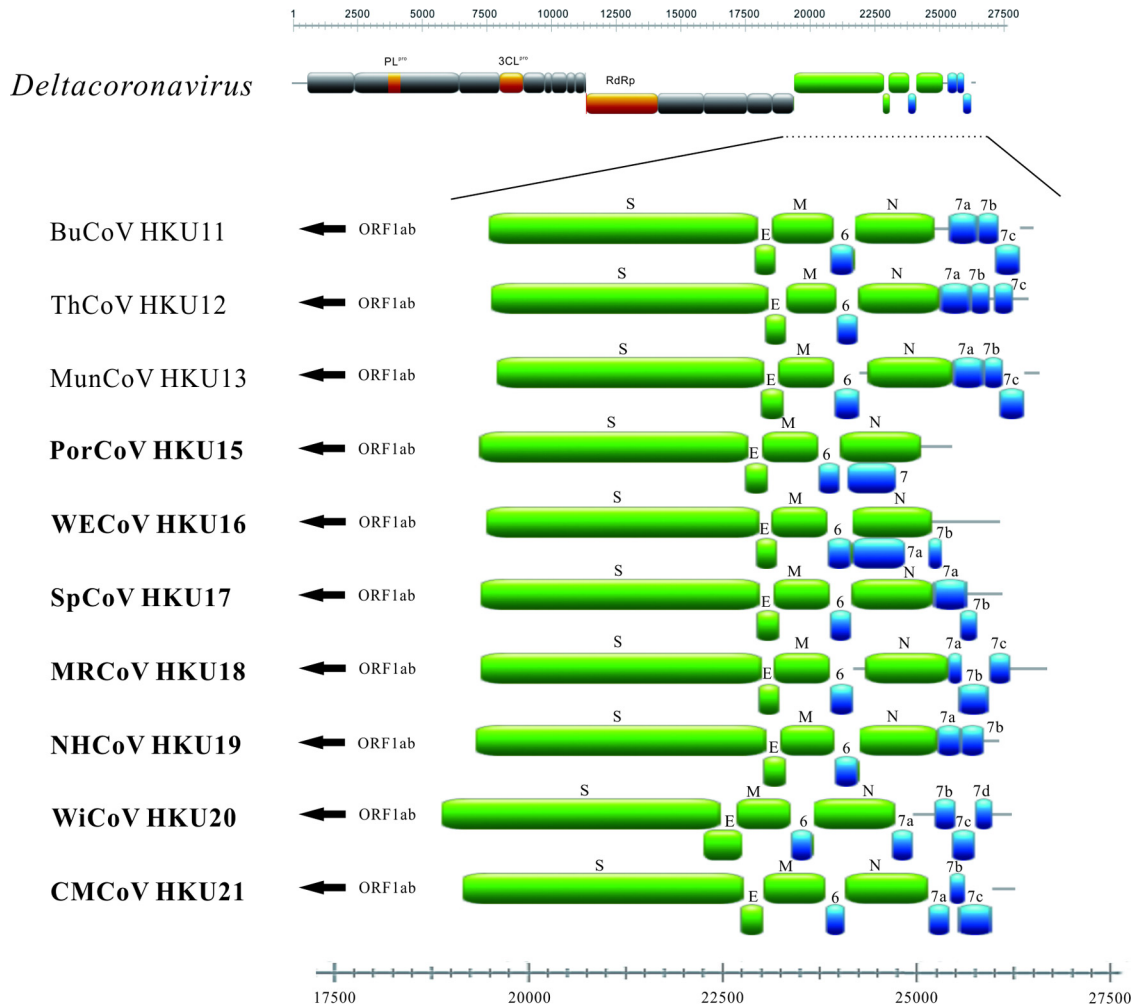 1 2500 5000 7500 10000 12500 15000 17500 20000 22500 25000 27500
PLpro 3CLpro RdRp
Deltacoronavirus
BuCoV HKU11 ORF1ab S E M 6 N 7a 7b 7c
ThCoV HKU12 ORF1ab S E M 6 N 7a 7b 7c
MunCoV HKU13 ORF1ab S E M 6 N 7a 7b 7c
PorCoV HKU15 ORF1ab S E M 6 N 7
WECoV HKU16 ORF1ab S E M 6 N 7a 7b
SpCoV HKU17 ORF1ab S E M 6 N 7a 7b
MRCoV HKU18 ORF1ab S E M 6 N 7a 7b 7c
NHCoV HKU19 ORF1ab S E M 6 N 7a 7b
WiCoV HKU20 ORF1ab S E M 6 N 7a 7b 7c 7d
CMCoV HKU21 ORF1ab S E M 6 N 7a 7b 7c
17500 20000 22500 25000 27500